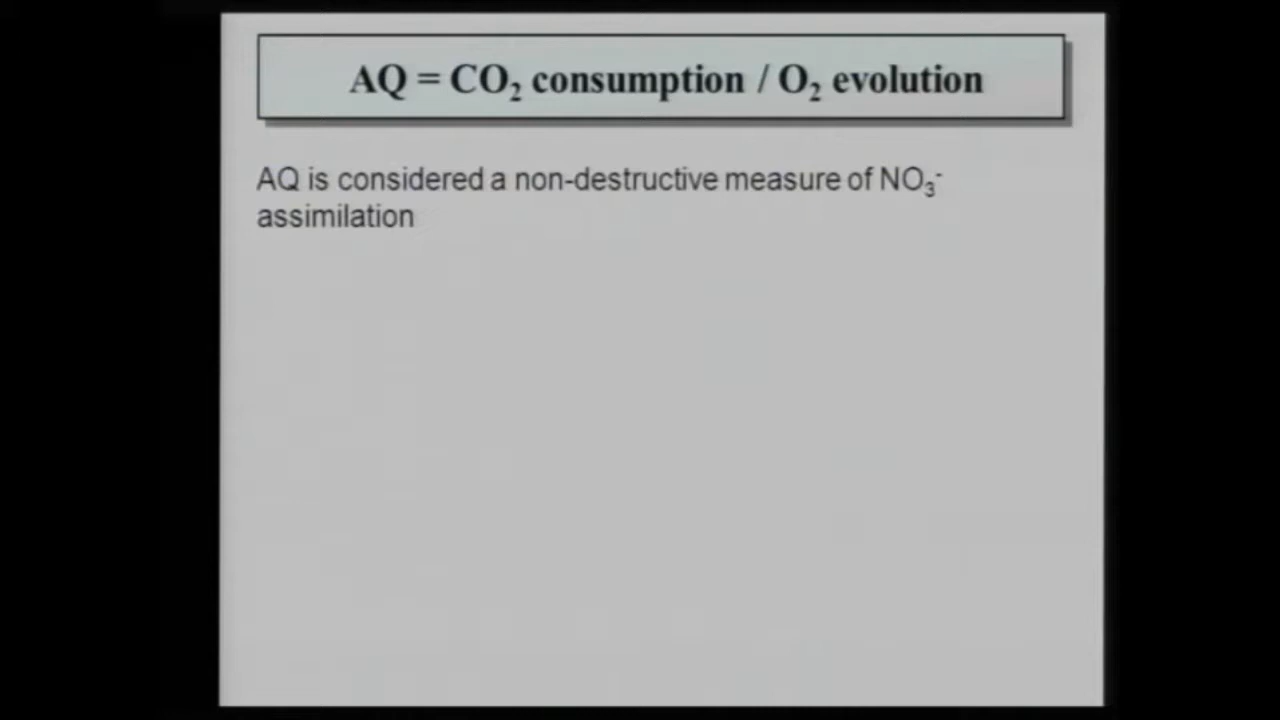 AQ = CO₂ consumption / O₂ evolution
AQ is considered a non-destructive measure of NO₃⁻
assimilation